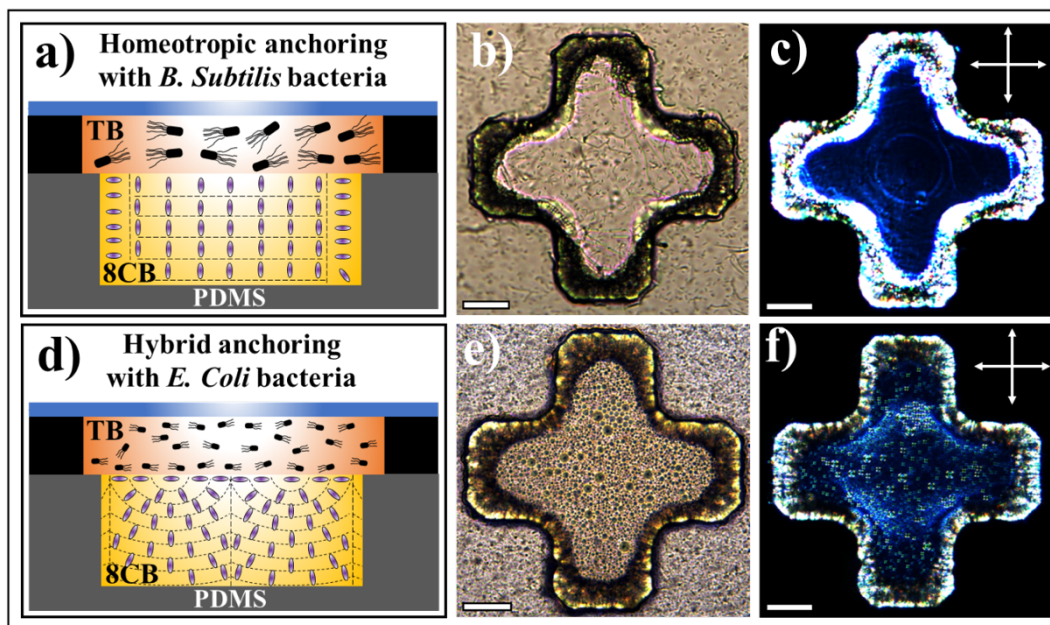 a) Homeotropic anchoring
with B. Subtilis bacteria
TB
8CB
PDMS
b)
c)
d) Hybrid anchoring
with E. Coli bacteria
TB
8CB
PDMS
e)
f)